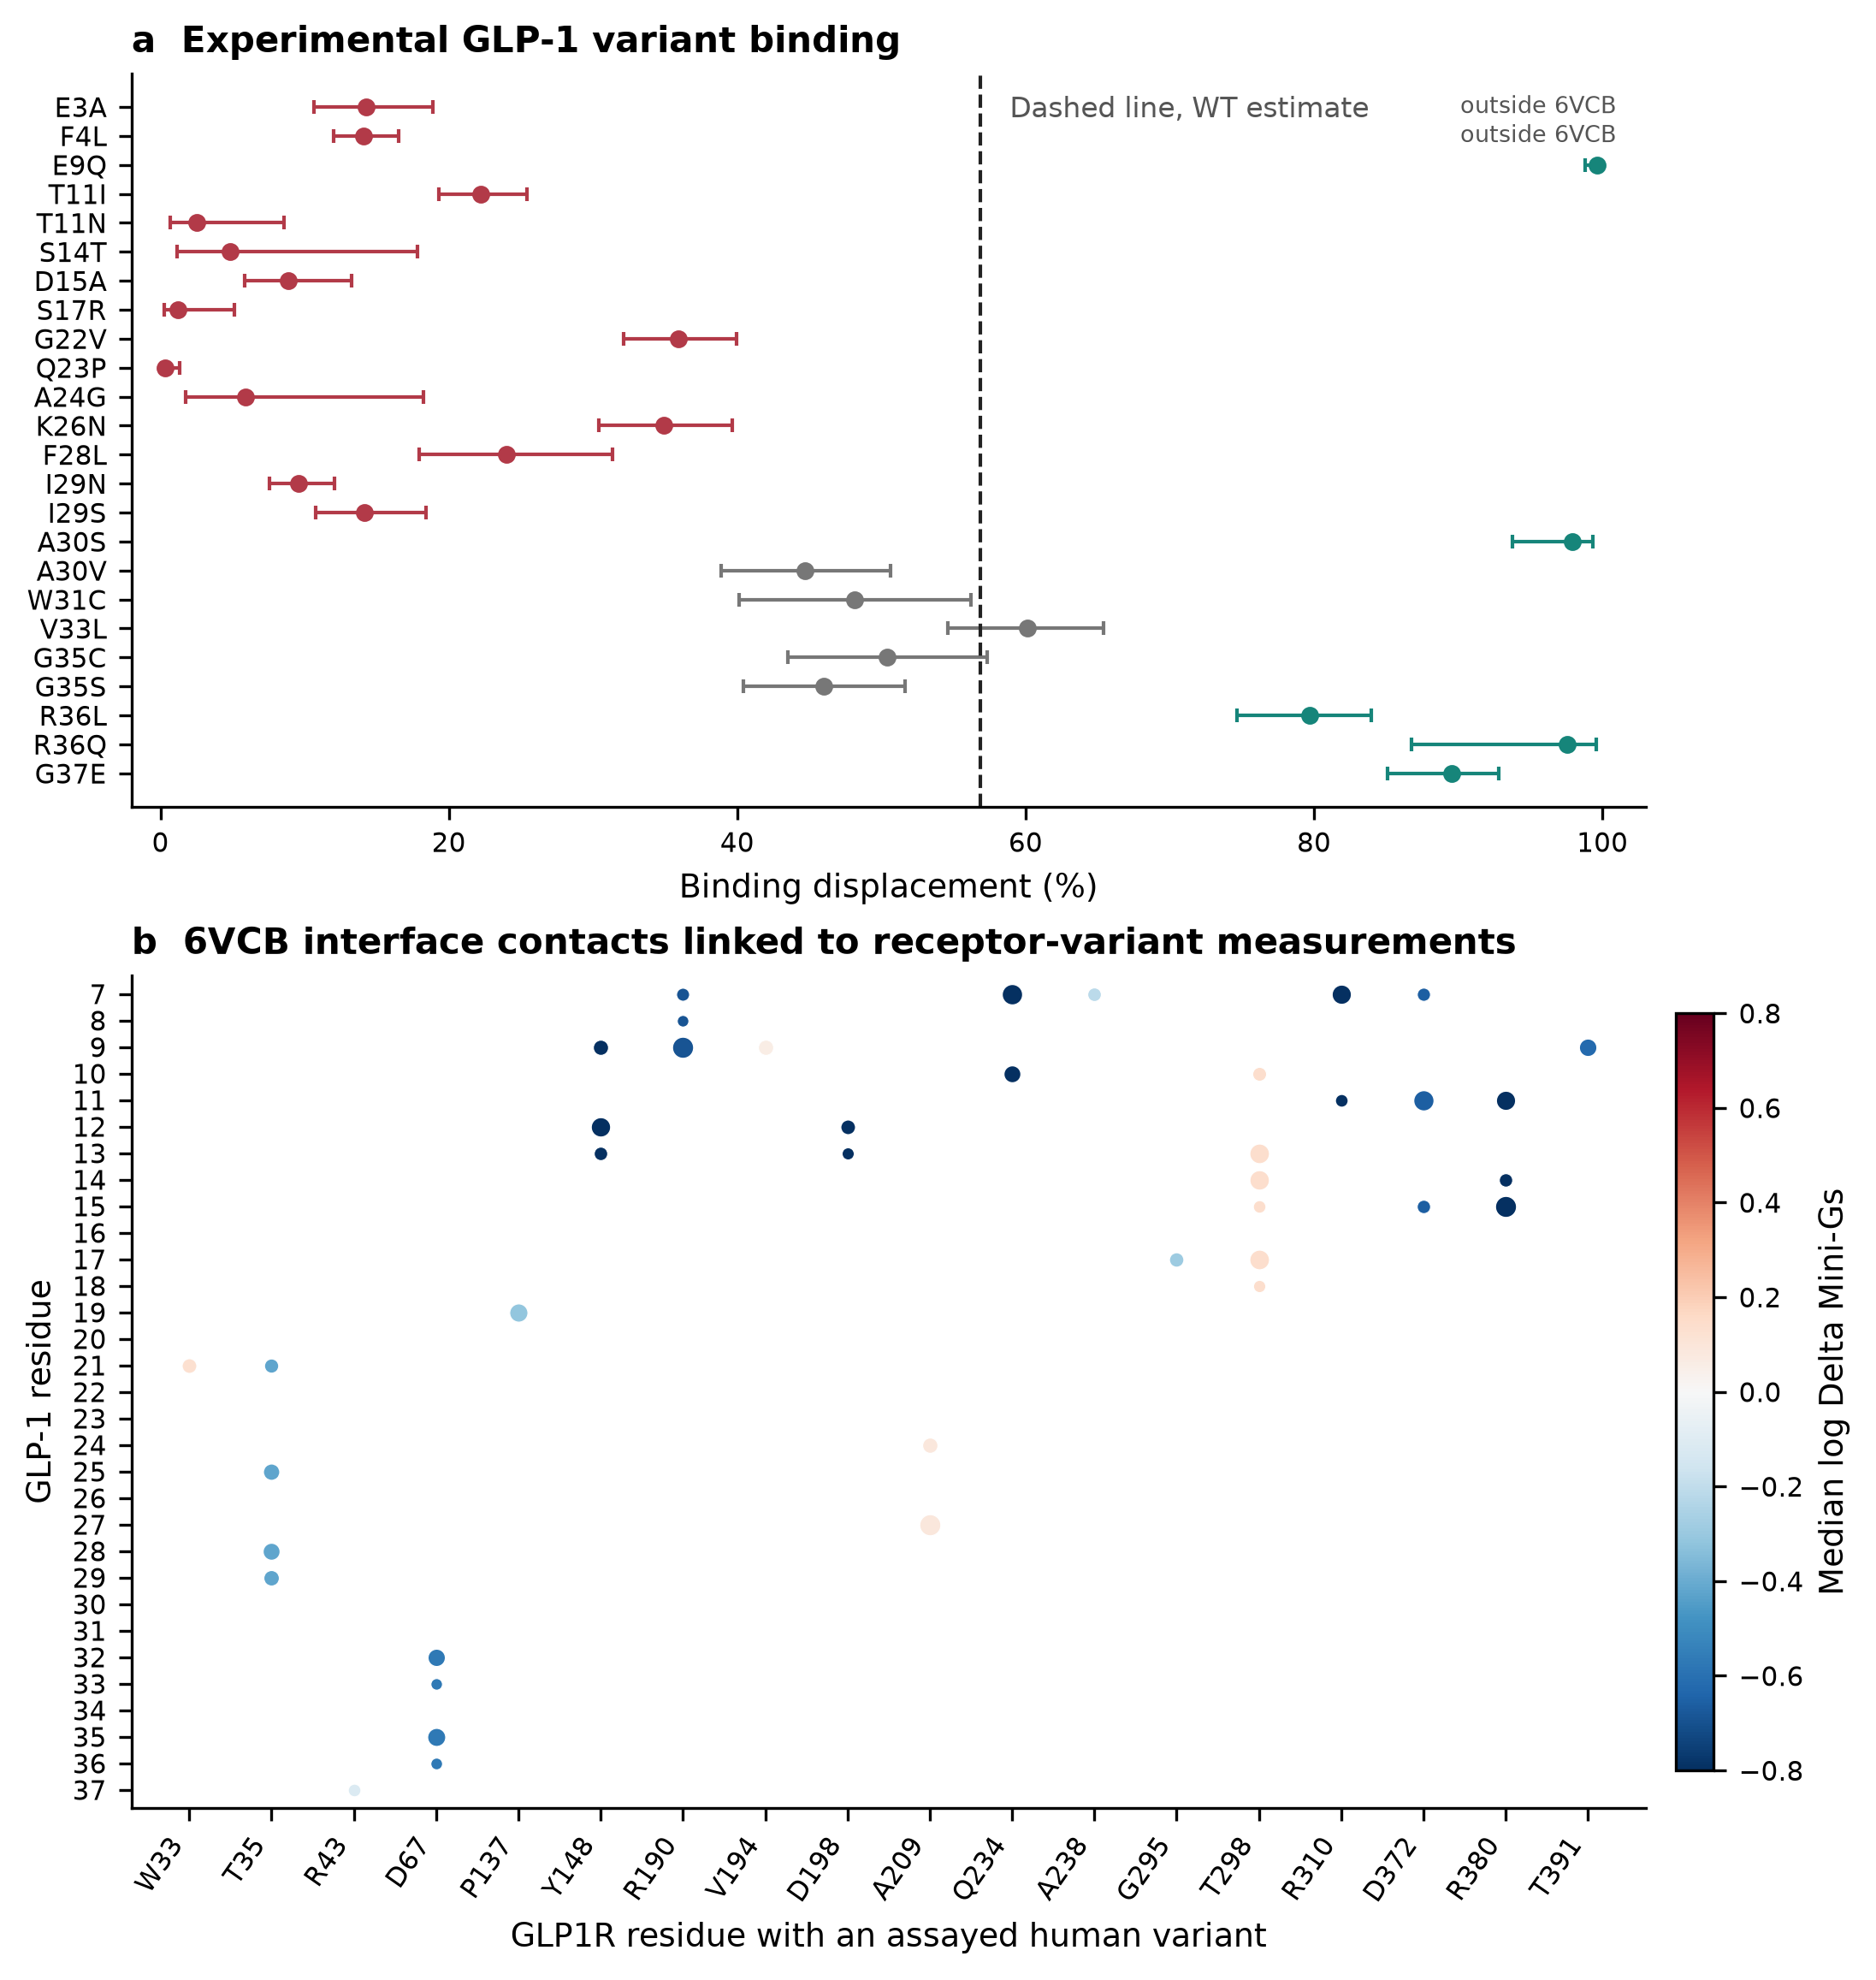 a Experimental GLP-1 variant binding
E3A
F4L
E9Q
T11I
T11N
S14T
D15A
S17R
G22V
Q23P
A24G
K26N
F28L
I29N
I29S
A30S
A30V
W31C
V33L
G35C
G35S
R36L
R36Q
G37E
Dashed line, WT estimate
outside 6VCB
outside 6VCB
0 20 40 60 80 100
Binding displacement (%)
b 6VCB interface contacts linked to receptor-variant measurements
GLP-1 residue
7
8
9
10
11
12
13
14
15
16
17
18
19
20
21
22
23
24
25
26
27
28
29
30
31
32
33
34
35
36
37
W33 T35 R43 D67 P137 Y148 R190 V194 D198 A209 Q234 A238 G295 T298 R310 D372 R380 T391
GLP1R residue with an assayed human variant
0.8
0.6
0.4
0.2
0.0
−0.2
−0.4
−0.6
−0.8
Median log Delta Mini-Gs